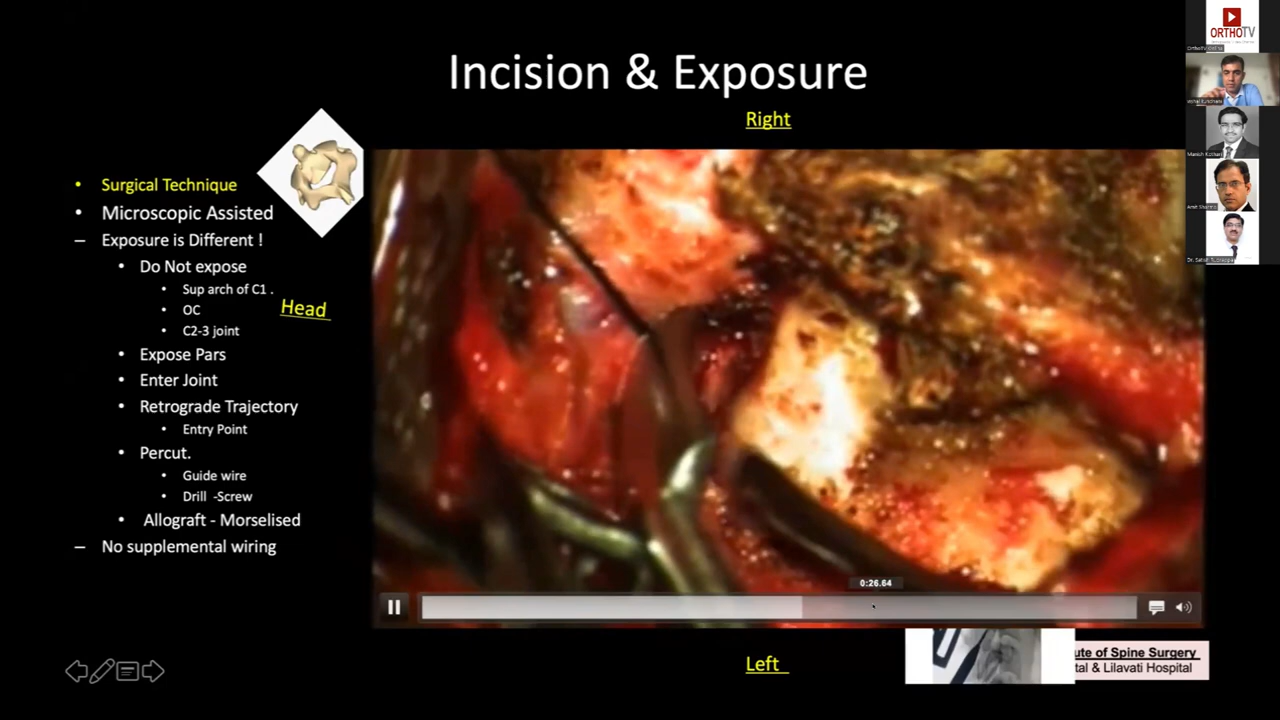 Incision & Exposure
Right
• Surgical Technique
• Microscopic Assisted
– Exposure is Different !
• Do Not expose
• Sup arch of C1 .
• OC
• C2-3 joint
Head
• Expose Pars
• Enter Joint
• Retrograde Trajectory
• Entry Point
• Percut.
• Guide wire
• Drill -Screw
• Allograft - Morselised
– No supplemental wiring
0:26.64
Left
ute of Spine Surgery
tal & Lilavati Hospital
ORTHOTV